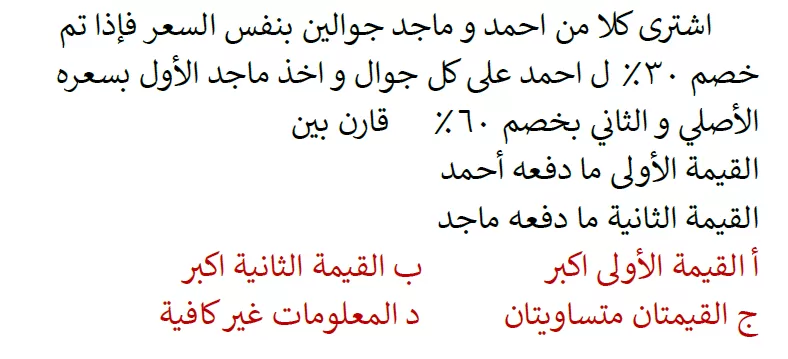 اشترى كلا من احمد و ماجد جوالين بنفس السعر فإذا تم
خصم ٣٠٪ ل احمد على كل جوال و اخذ ماجد الأول بسعره
الأصلي و الثاني بخصم ٦٠٪ قارن بين
القيمة الأولى ما دفعه أحمد
القيمة الثانية ما دفعه ماجد
أ القيمة الأولى اكبر ب القيمة الثانية اكبر
ج القيمتان متساويتان د المعلومات غير كافية